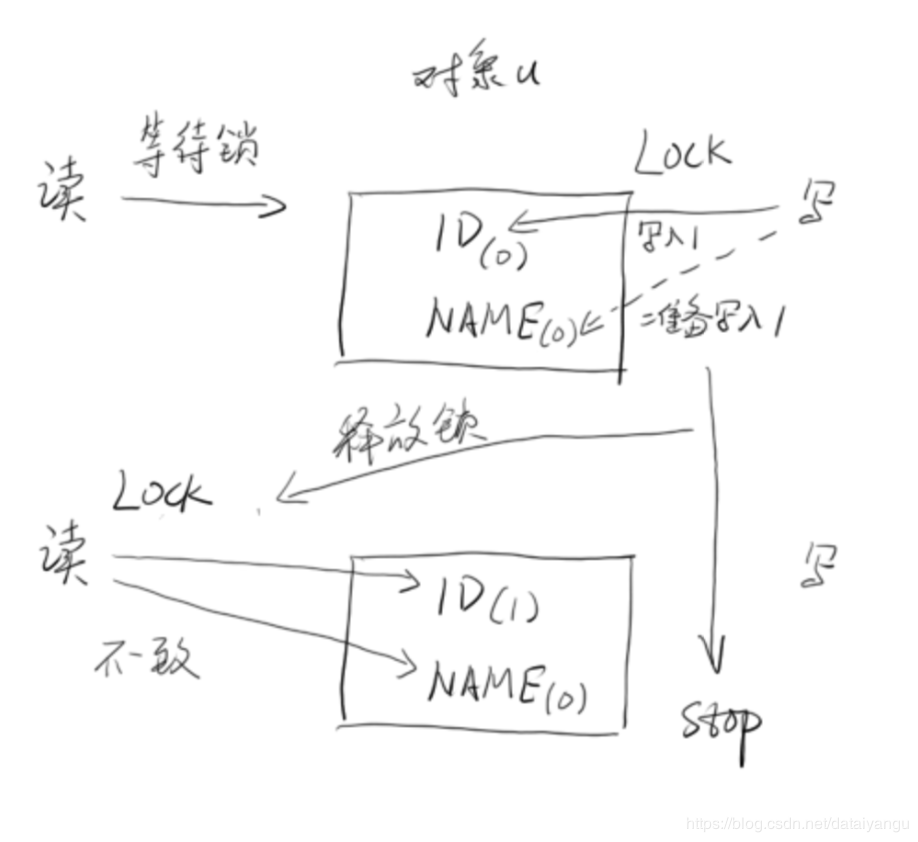 对象u
等待锁
LOCK
读
写
ID(0)
写入1
NAME(0)
准备写入1
释放锁
LOCK
读
写
ID(1)
不一致
NAME(0)
stop
https://blog.csdn.net/dataiyangu